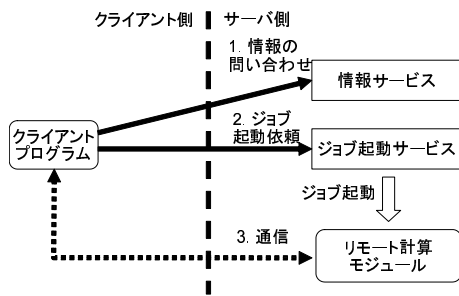 クライアント側
サーバ側
1. 情報の
問い合わせ
情報サービス
2. ジョブ
起動依頼
クライアント
プログラム
ジョブ起動サービス
ジョブ起動
3. 通信
リモート計算
モジュール